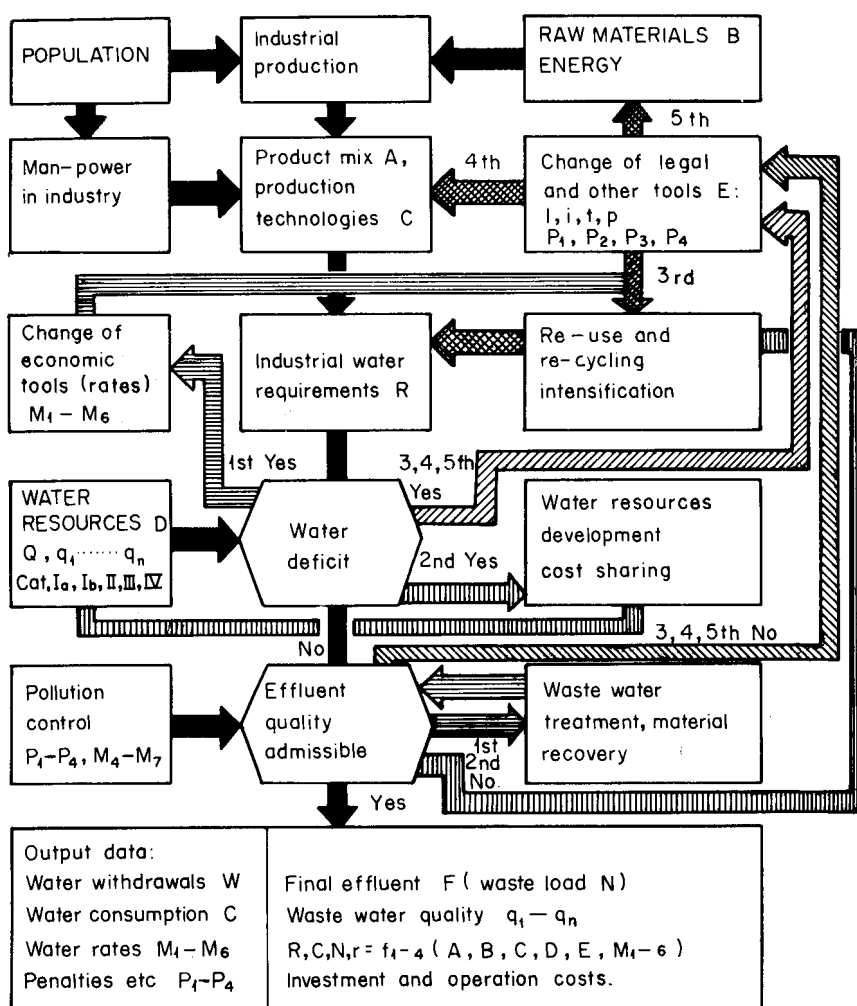 POPULATION
Industrial
production
RAW MATERIALS B
ENERGY
5th
Man-power
in industry
Product mix A,
production
technologies C
4th
Change of legal
and other tools E:
l, i, t, p
P₁, P₂, P₃, P₄
3rd
Change of
economic
tools (rates)
M₁ – M₆
Industrial water
requirements R
Re-use and
re-cycling
intensification
1st Yes
3,4,5th
Yes
WATER
RESOURCES D
Q, q₁ ...... qₙ
Cat, Ia, Ib, II, III, IV
Water
deficit
2nd Yes
Water resources
development
cost sharing
No
3,4,5th No
Pollution
control
P₁–P₄, M₄–M₇
Effluent
quality
admissible
Waste water
treatment, material
recovery
1st
2nd
No.
Yes
Output data:
Water withdrawals W
Water consumption C
Water rates M₁–M₆
Penalties etc P₁–P₄
Final effluent F ( waste load N)
Waste water quality q₁ — qₙ
R,C,N,r = f₁₋₄ ( A, B, C, D, E, M₁₋₆ )
Investment and operation costs.